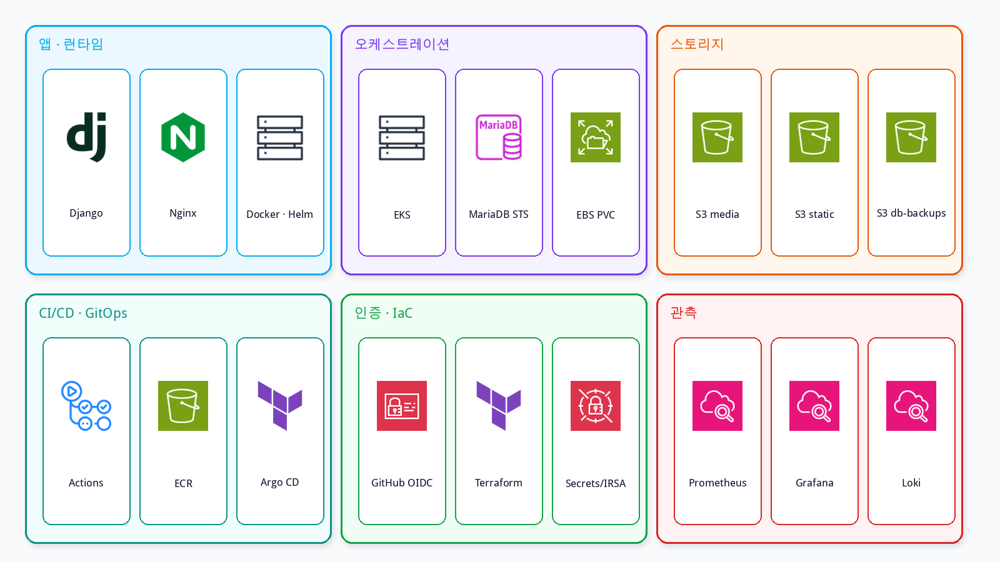 앱 · 런타임
Django
Nginx
Docker · Helm
오케스트레이션
EKS
MariaDB
MariaDB STS
EBS PVC
스토리지
S3 media
S3 static
S3 db-backups
CI/CD · GitOps
Actions
ECR
Argo CD
인증 · IaC
GitHub OIDC
Terraform
Secrets/IRSA
관측
Prometheus
Grafana
Loki